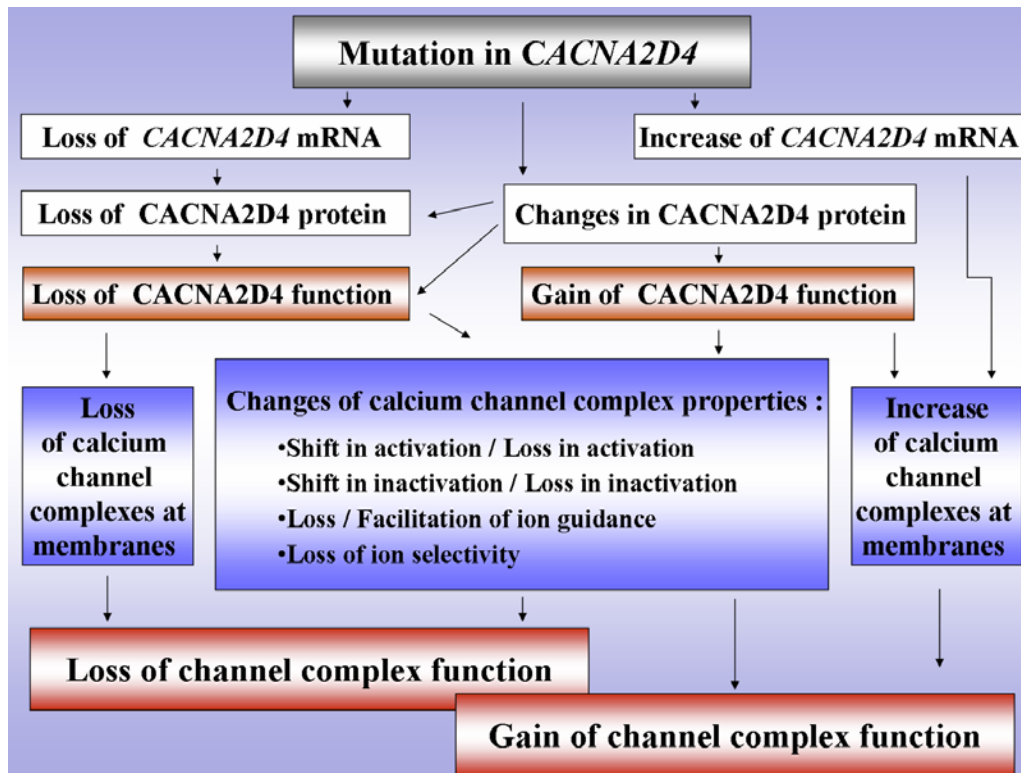 Mutation in CACNA2D4
Loss of CACNA2D4 mRNA
Increase of CACNA2D4 mRNA
Loss of CACNA2D4 protein
Changes in CACNA2D4 protein
Loss of CACNA2D4 function
Gain of CACNA2D4 function
Loss
of calcium
channel
complexes at
membranes
Changes of calcium channel complex properties :
•Shift in activation / Loss in activation
•Shift in inactivation / Loss in inactivation
•Loss / Facilitation of ion guidance
•Loss of ion selectivity
Increase
of calcium
channel
complexes at
membranes
Loss of channel complex function
Gain of channel complex function